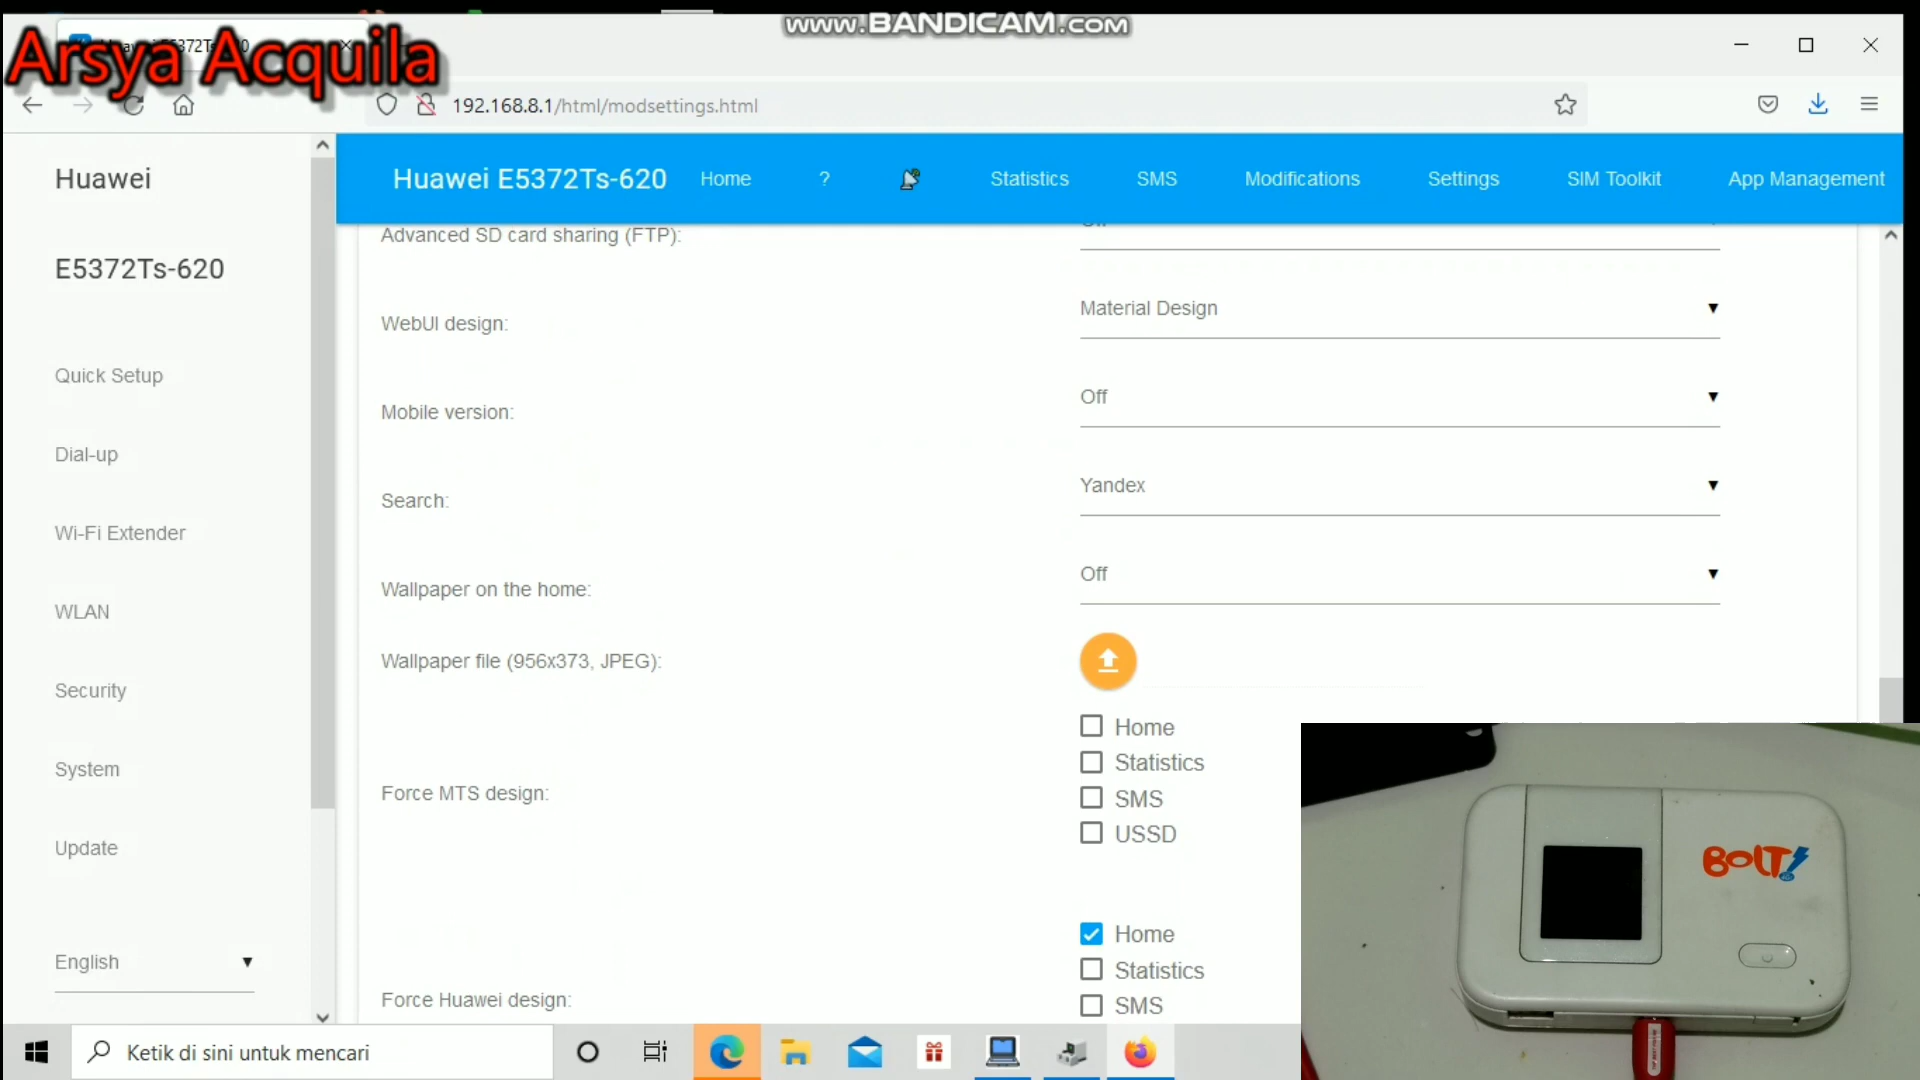 www.BANDICAM.com
Arsya Acquila
192.168.8.1/html/modsettings.html
Huawei
E5372Ts-620
Quick Setup
Dial-up
Wi-Fi Extender
WLAN
Security
System
Update
English
Huawei E5372Ts-620
Home
?
Statistics
SMS
Modifications
Settings
SIM Toolkit
App Management
Advanced SD card sharing (FTP):
WebUI design:
Material Design
Mobile version:
Off
Search:
Yandex
Wallpaper on the home:
Off
Wallpaper file (956x373, JPEG):
Force MTS design:
Home
Statistics
SMS
USSD
Force Huawei design:
Home
Statistics
SMS
BOLT!
Ketik di sini untuk mencari